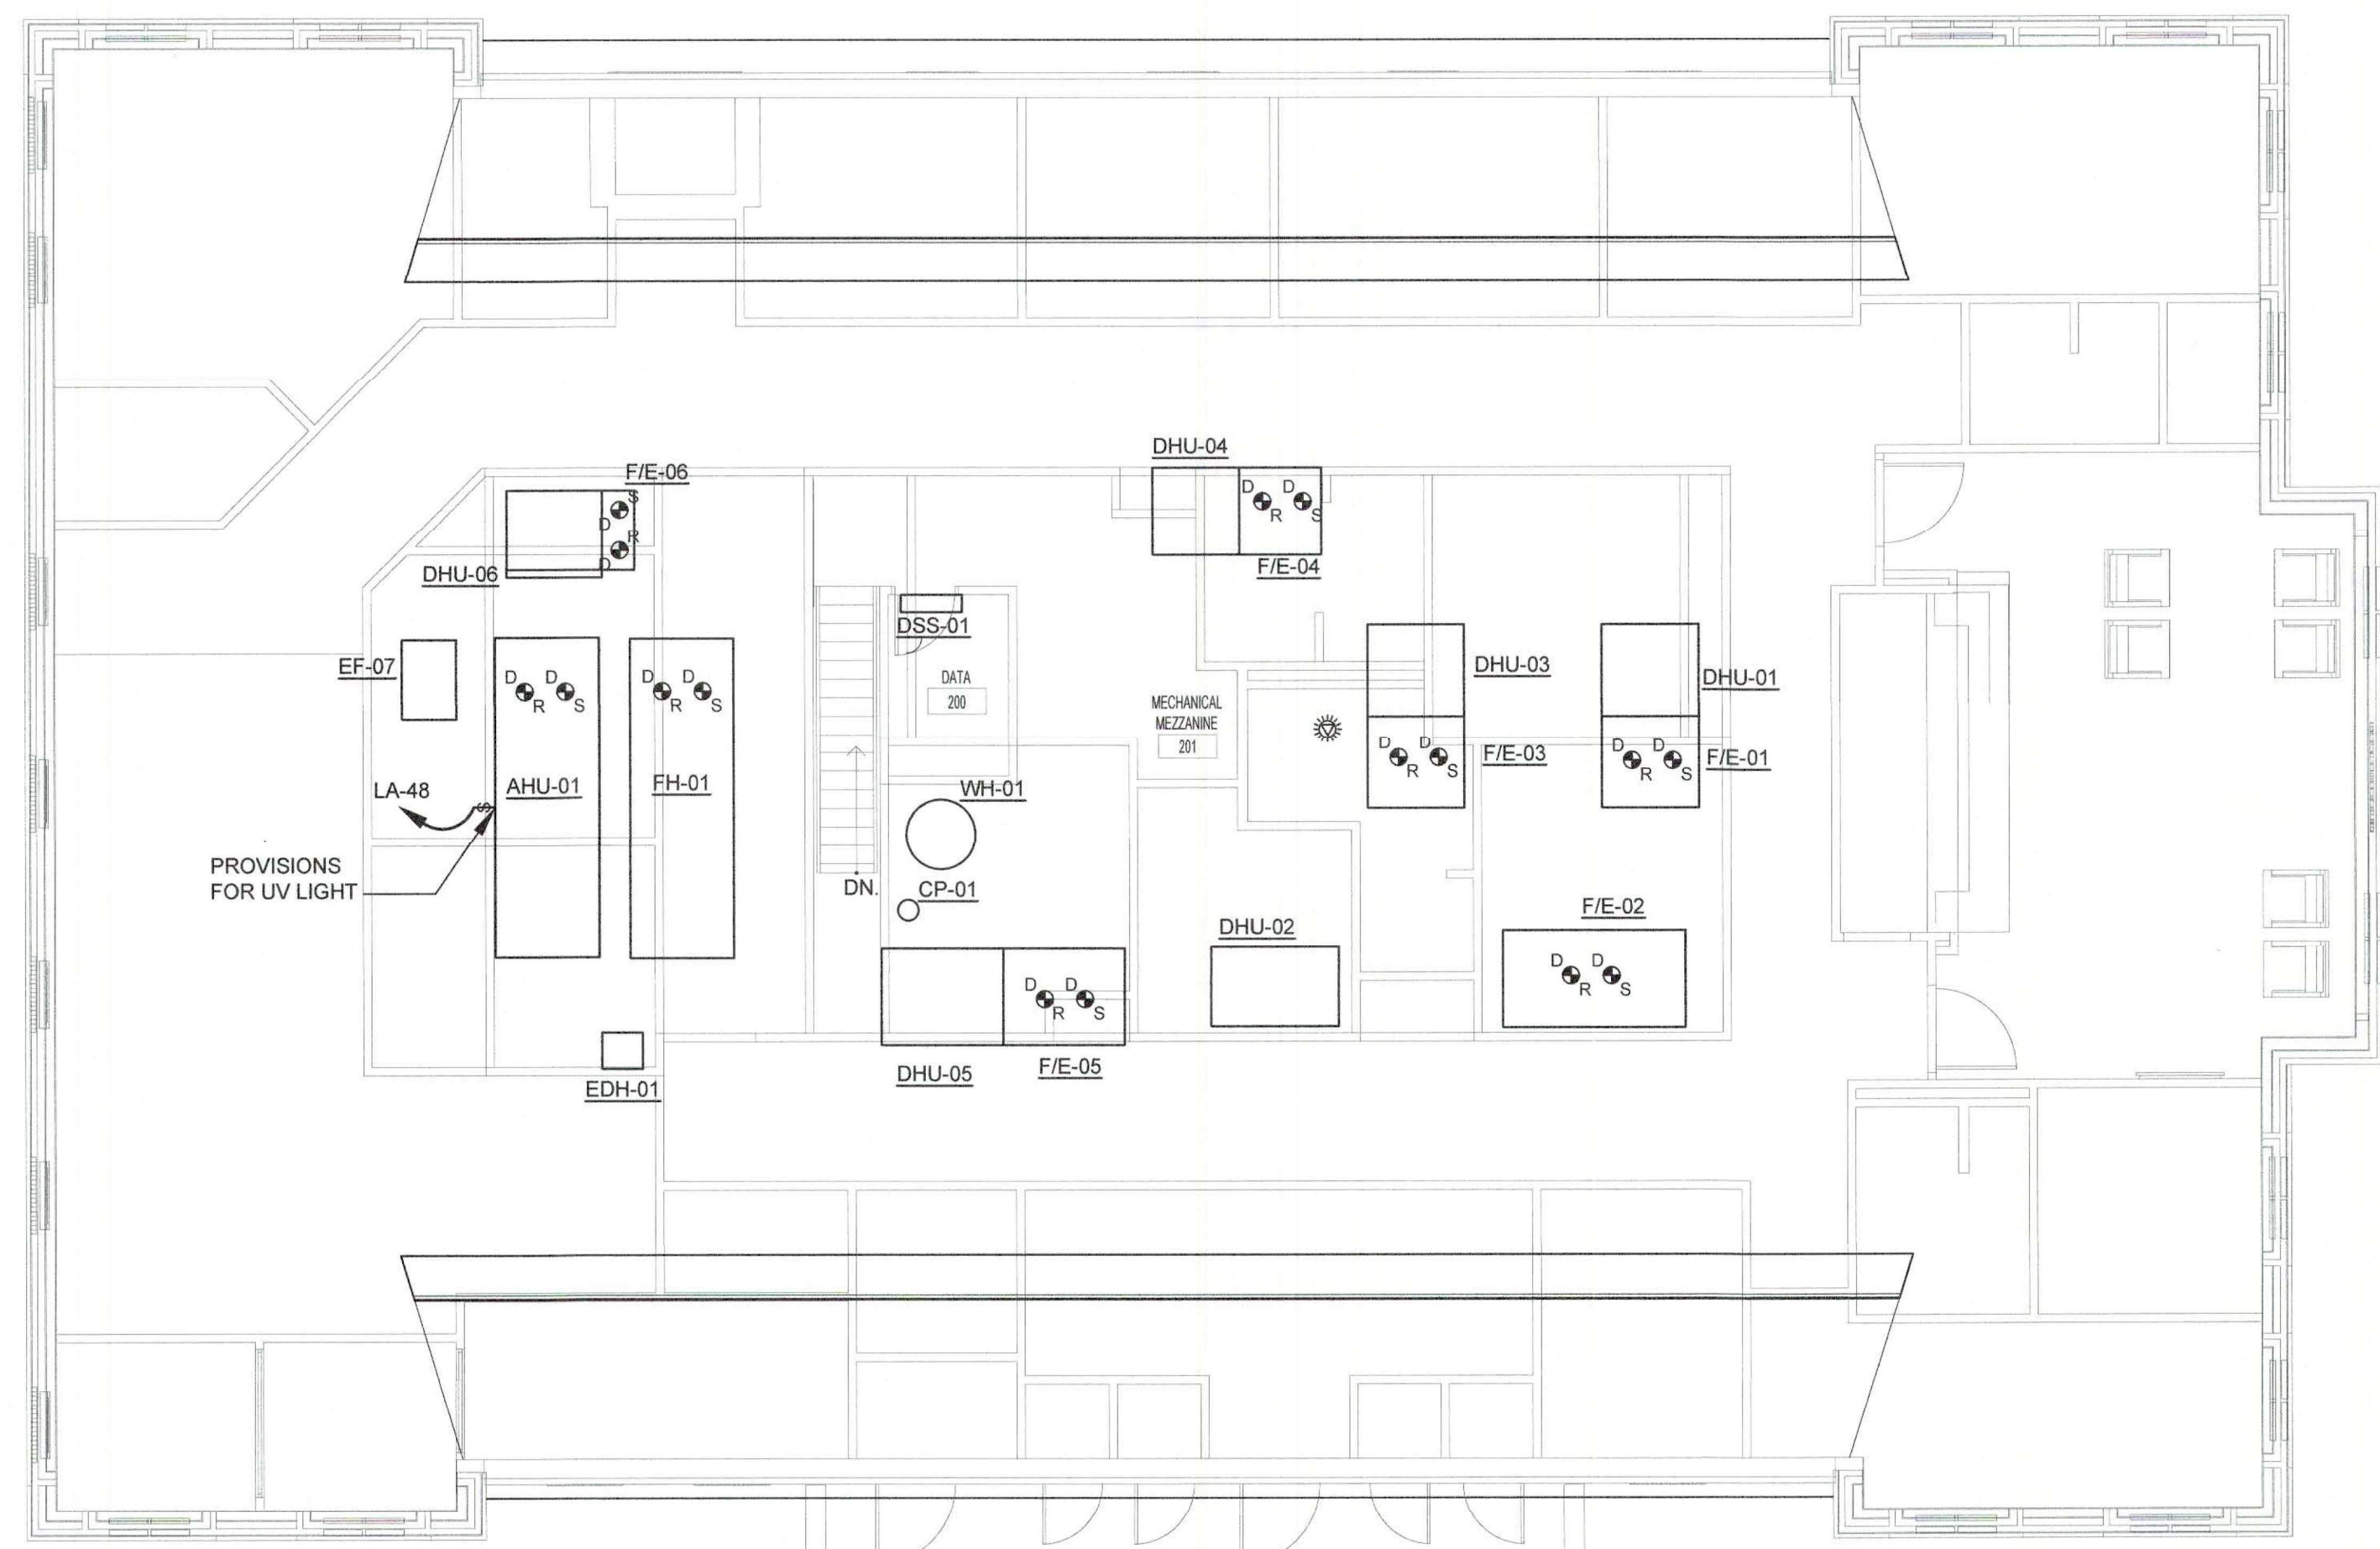 DHU-04
F/E-06
S
D
R
D
DHU-06
D
D
R
S
F/E-04
DSS-01
EF-07
D
D
R
S
D
D
R
S
DATA
200
MECHANICAL
MEZZANINE
201
DHU-03
DHU-01
D
D
R
S
F/E-03
D
D
R
S
F/E-01
LA-48
S
AHU-01
FH-01
WH-01
PROVISIONS
FOR UV LIGHT
DN.
CP-01
DHU-02
F/E-02
D
D
R
S
D
D
R
S
EDH-01
DHU-05
F/E-05